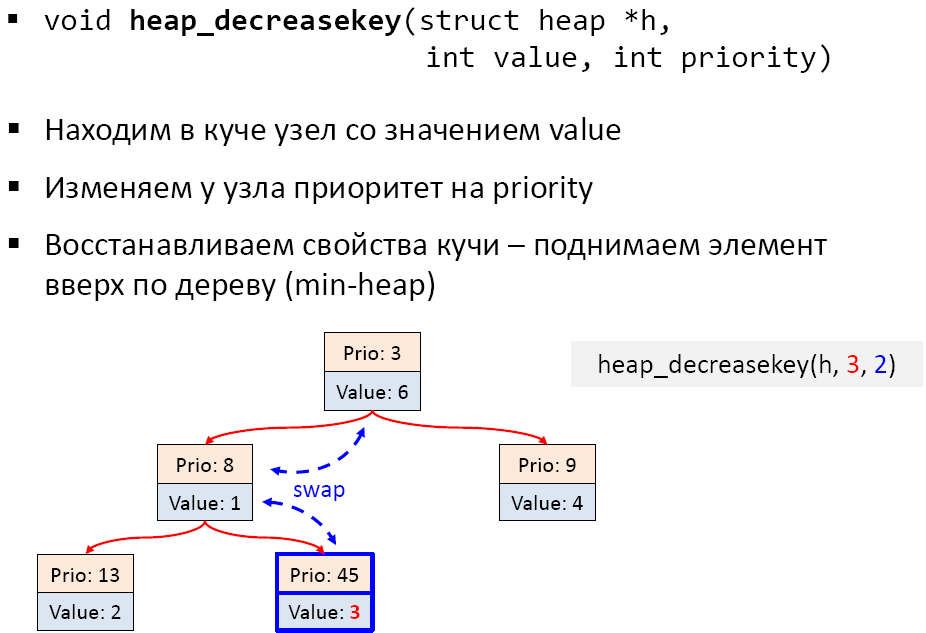 ▪ void heap_decreasekey(struct heap *h,
int value, int priority)
▪ Находим в куче узел со значением value
▪ Изменяем у узла приоритет на priority
▪ Восстанавливаем свойства кучи – поднимаем элемент
вверх по дереву (min-heap)
Prio: 3
Value: 6
heap_decreasekey(h, 3, 2)
Prio: 8
Value: 1
swap
Prio: 9
Value: 4
Prio: 13
Value: 2
Prio: 45
Value: 3